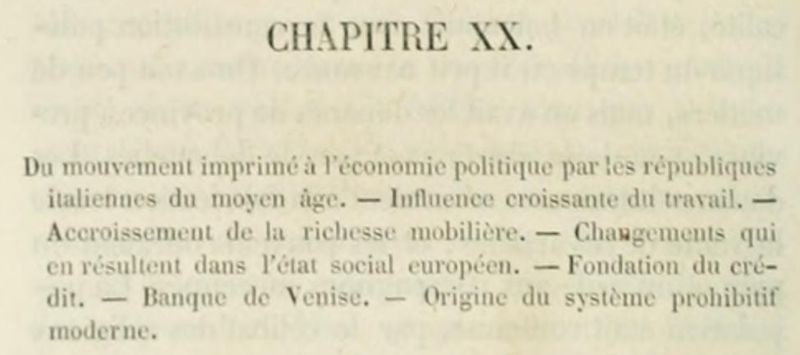 CHAPITRE XX.
Du mouvement imprimé à l'économie politique par les républiques
italiennes du moyen âge. — Influence croissante du travail. —
Accroissement de la richesse mobilière. — Changements qui
en résultent dans l'état social européen. — Fondation du cré-
dit. — Banque de Venise. — Origine du système prohibitif
moderne.